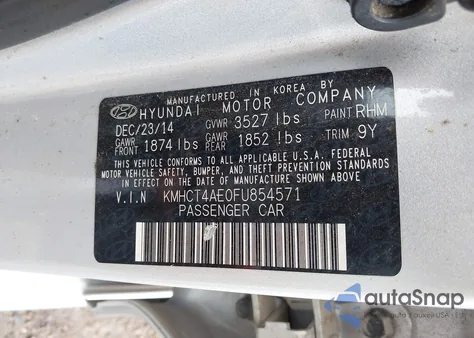 MANUFACTURED IN KOREA BY
HYUNDAI MOTOR COMPANY
DEC/23/14 GVWR 3527 lbs PAINT RHM
GAWR FRONT 1874 lbs GAWR REAR 1852 lbs TRIM 9Y
THIS VEHICLE CONFORMS TO ALL APPLICABLE U.S.A. FEDERAL
MOTOR VEHICLE SAFETY, BUMPER, AND THEFT PREVENTION STANDARDS
IN EFFECT ON THE DATE OF MANUFACTURE SHOWN ABOVE.
V.I.N KMHCT4AE0FU854571
PASSENGER CAR
autoSnap